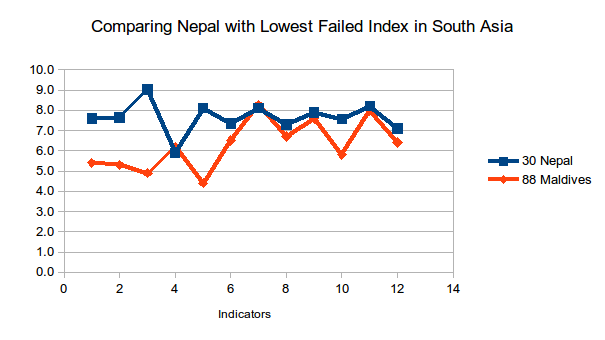 Comparing Nepal with Lowest Failed Index in South Asia
10.0
9.0
8.0
7.0
6.0
5.0
4.0
3.0
2.0
1.0
0.0
0 2 4 6 8 10 12 14
Indicators
30 Nepal
88 Maldives